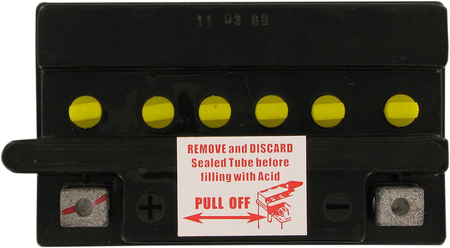 11 02 89
REMOVE and DISCARD
Sealed Tube before
filling with Acid
PULL OFF